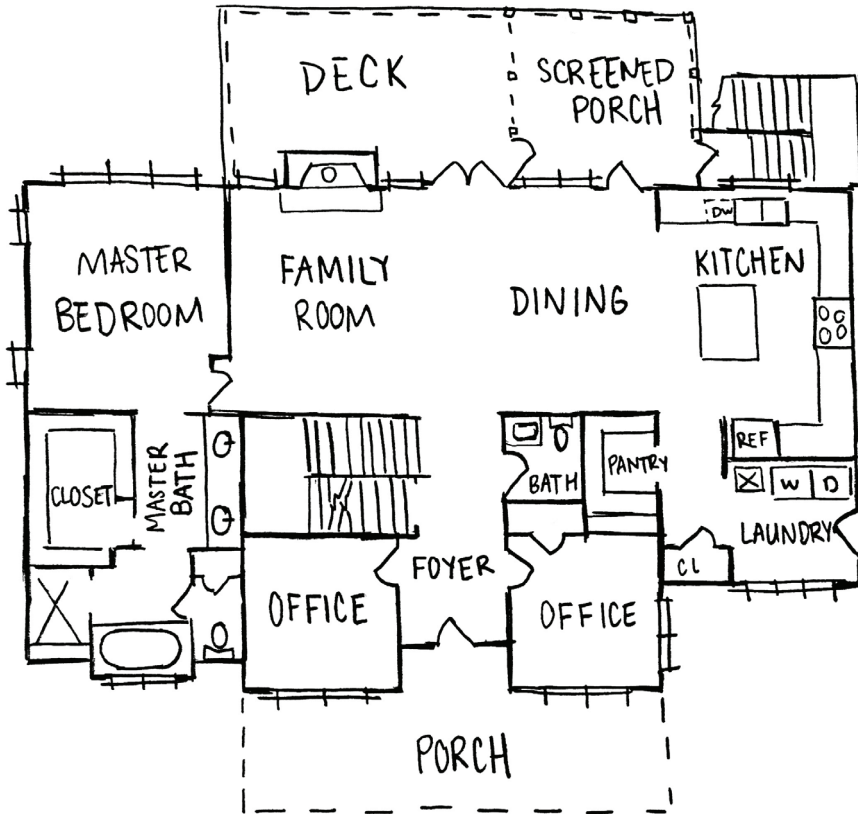 DECK
SCREENED
PORCH
DW
MASTER
BEDROOM
FAMILY
ROOM
DINING
KITCHEN
CLOSET
MASTER
BATH
BATH
PANTRY
REF
W D
LAUNDRY
CL
FOYER
OFFICE
OFFICE
PORCH